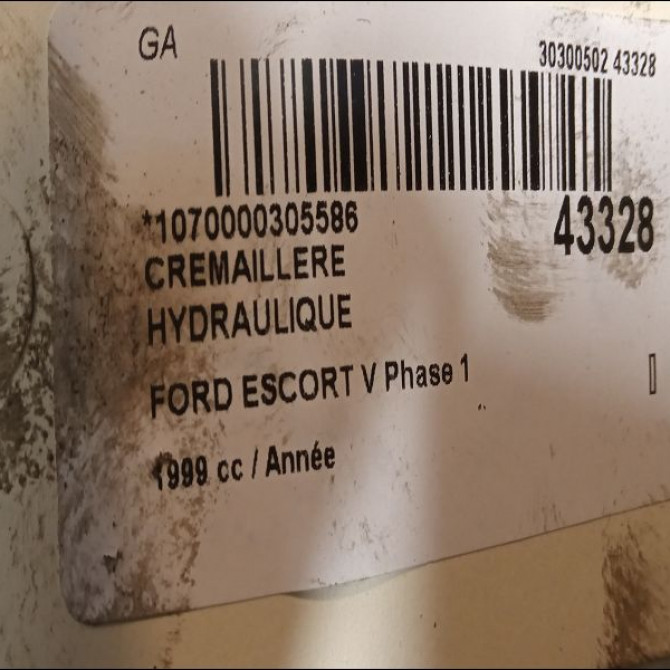 GA
30300502 43328
*1070000305586
43328
CREMAILLERE
HYDRAULIQUE
FORD ESCORT V Phase 1
1999 cc / Année